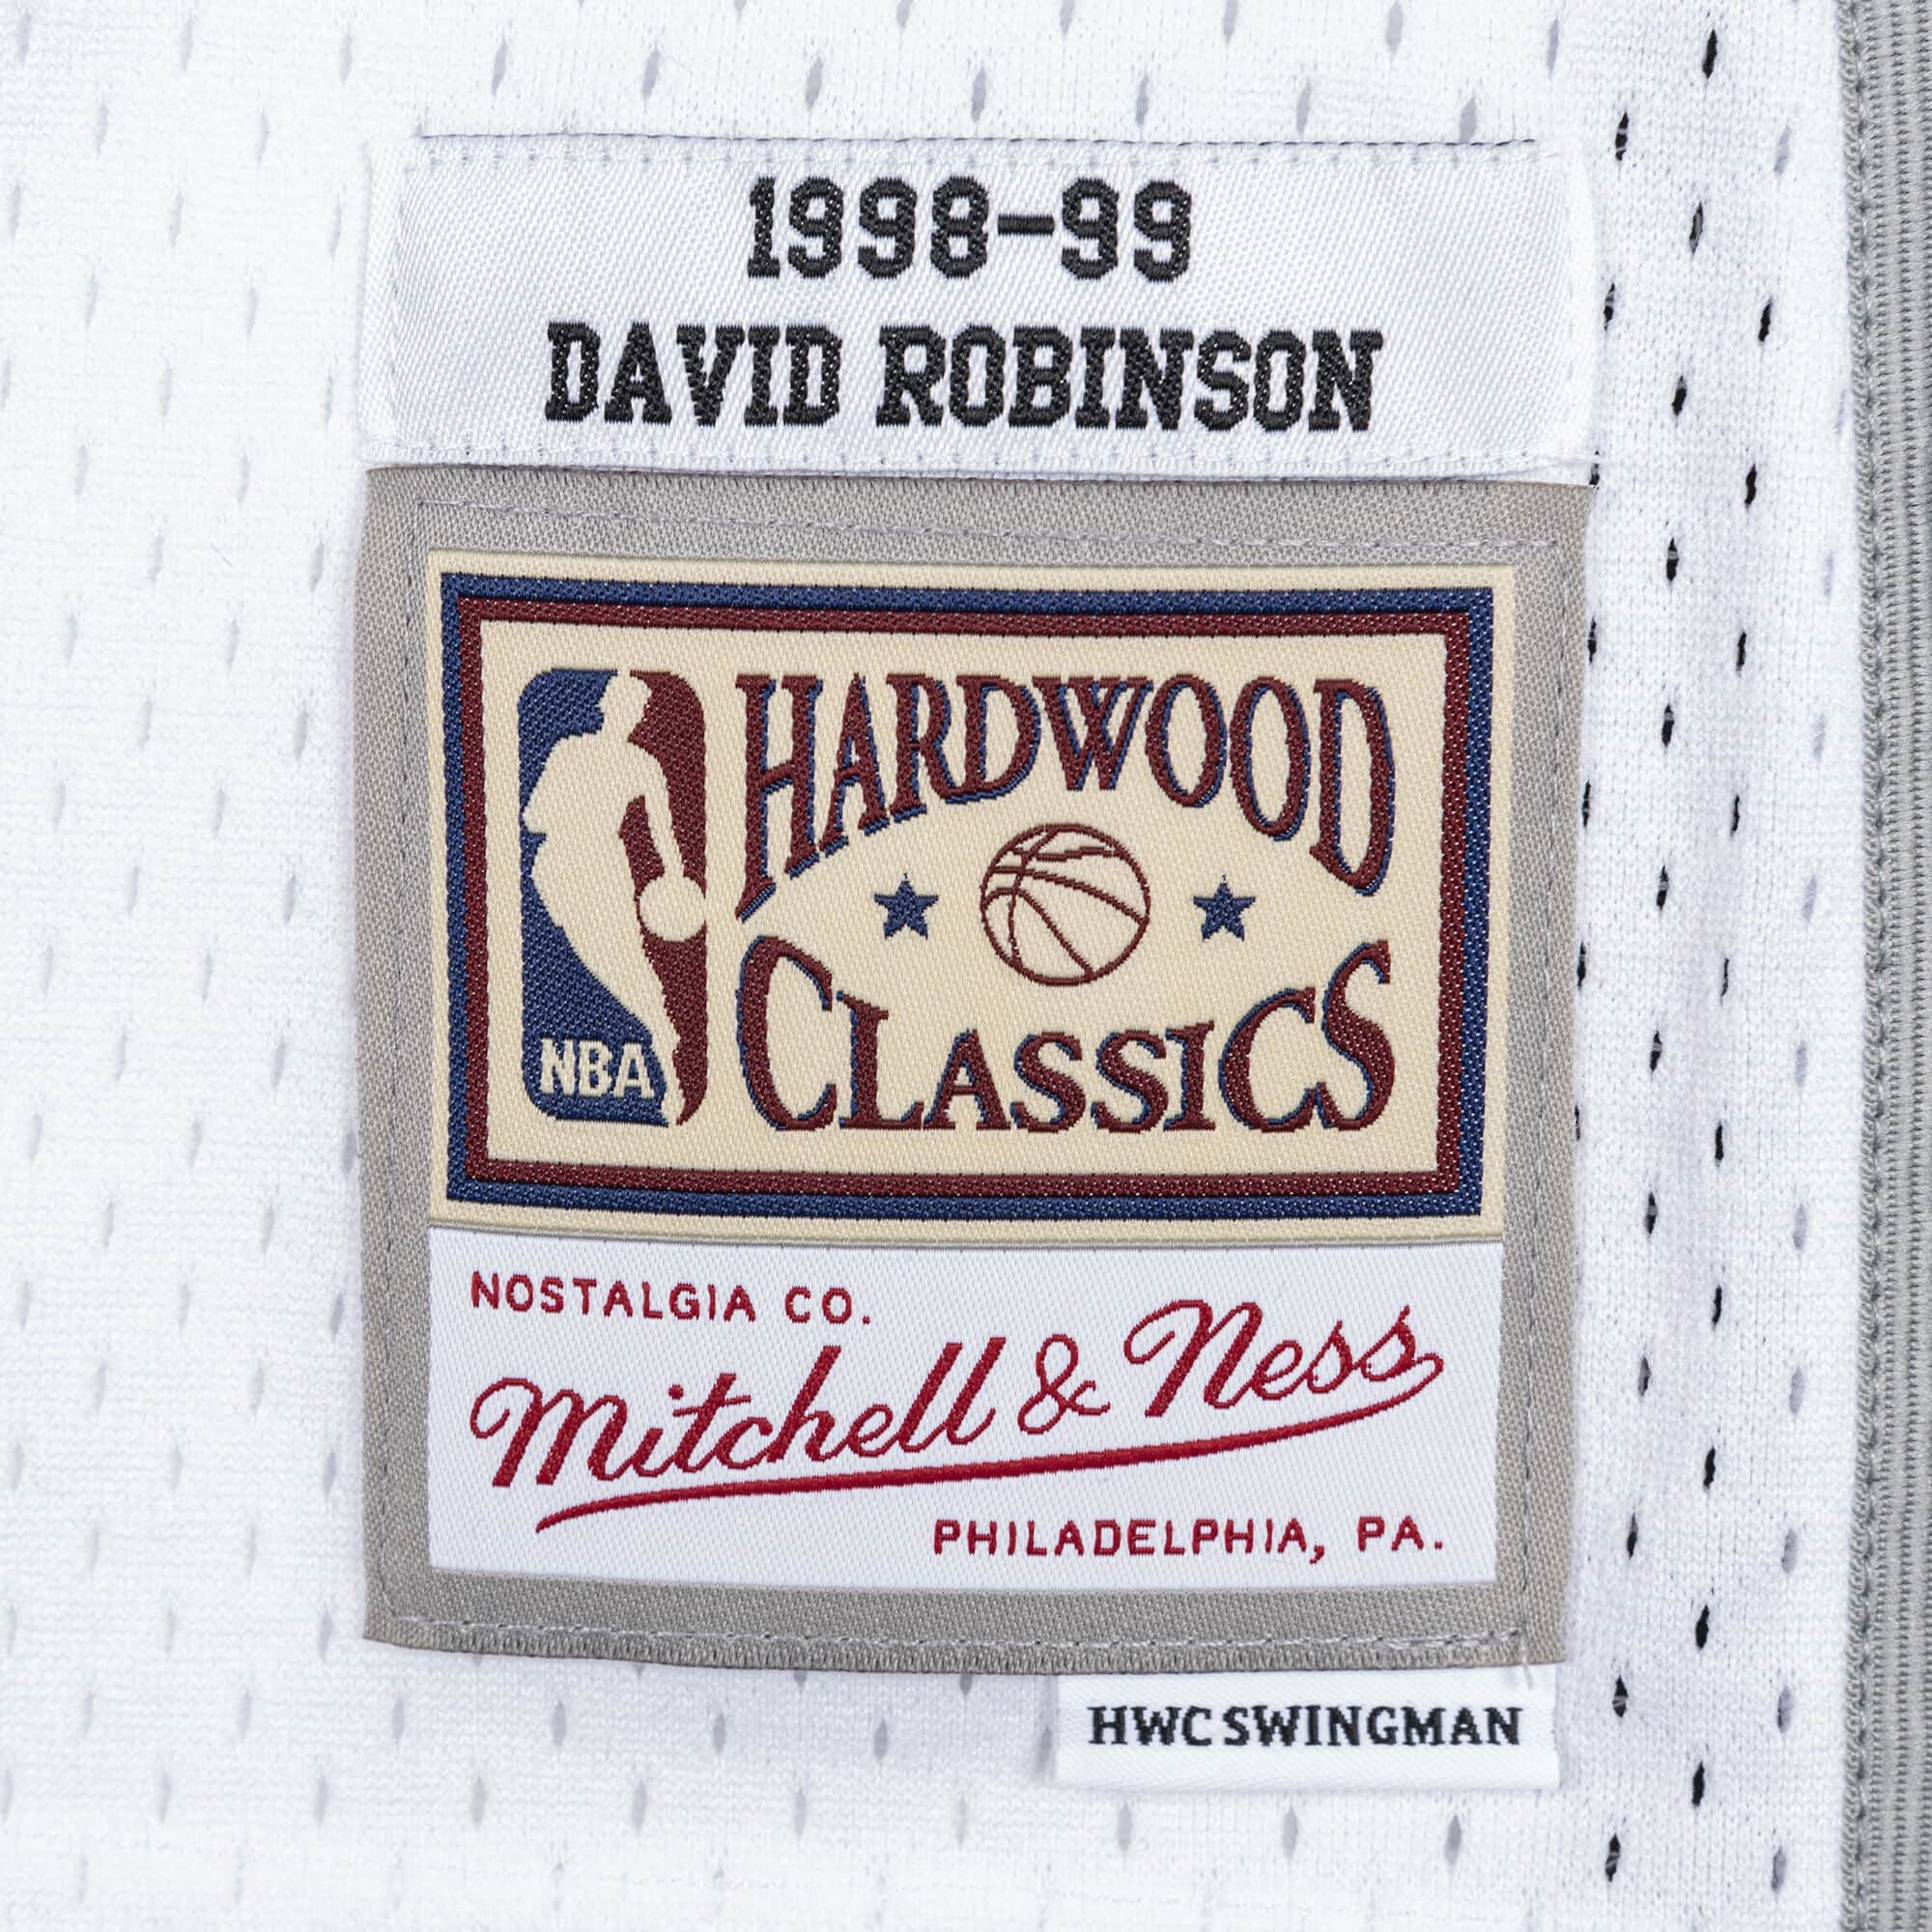 1998-99
DAVID ROBINSON
HARDWOOD
CLASSICS
NBA
NOSTALGIA CO.
Mitchell & Ness
PHILADELPHIA, PA.
HWC SWINGMAN